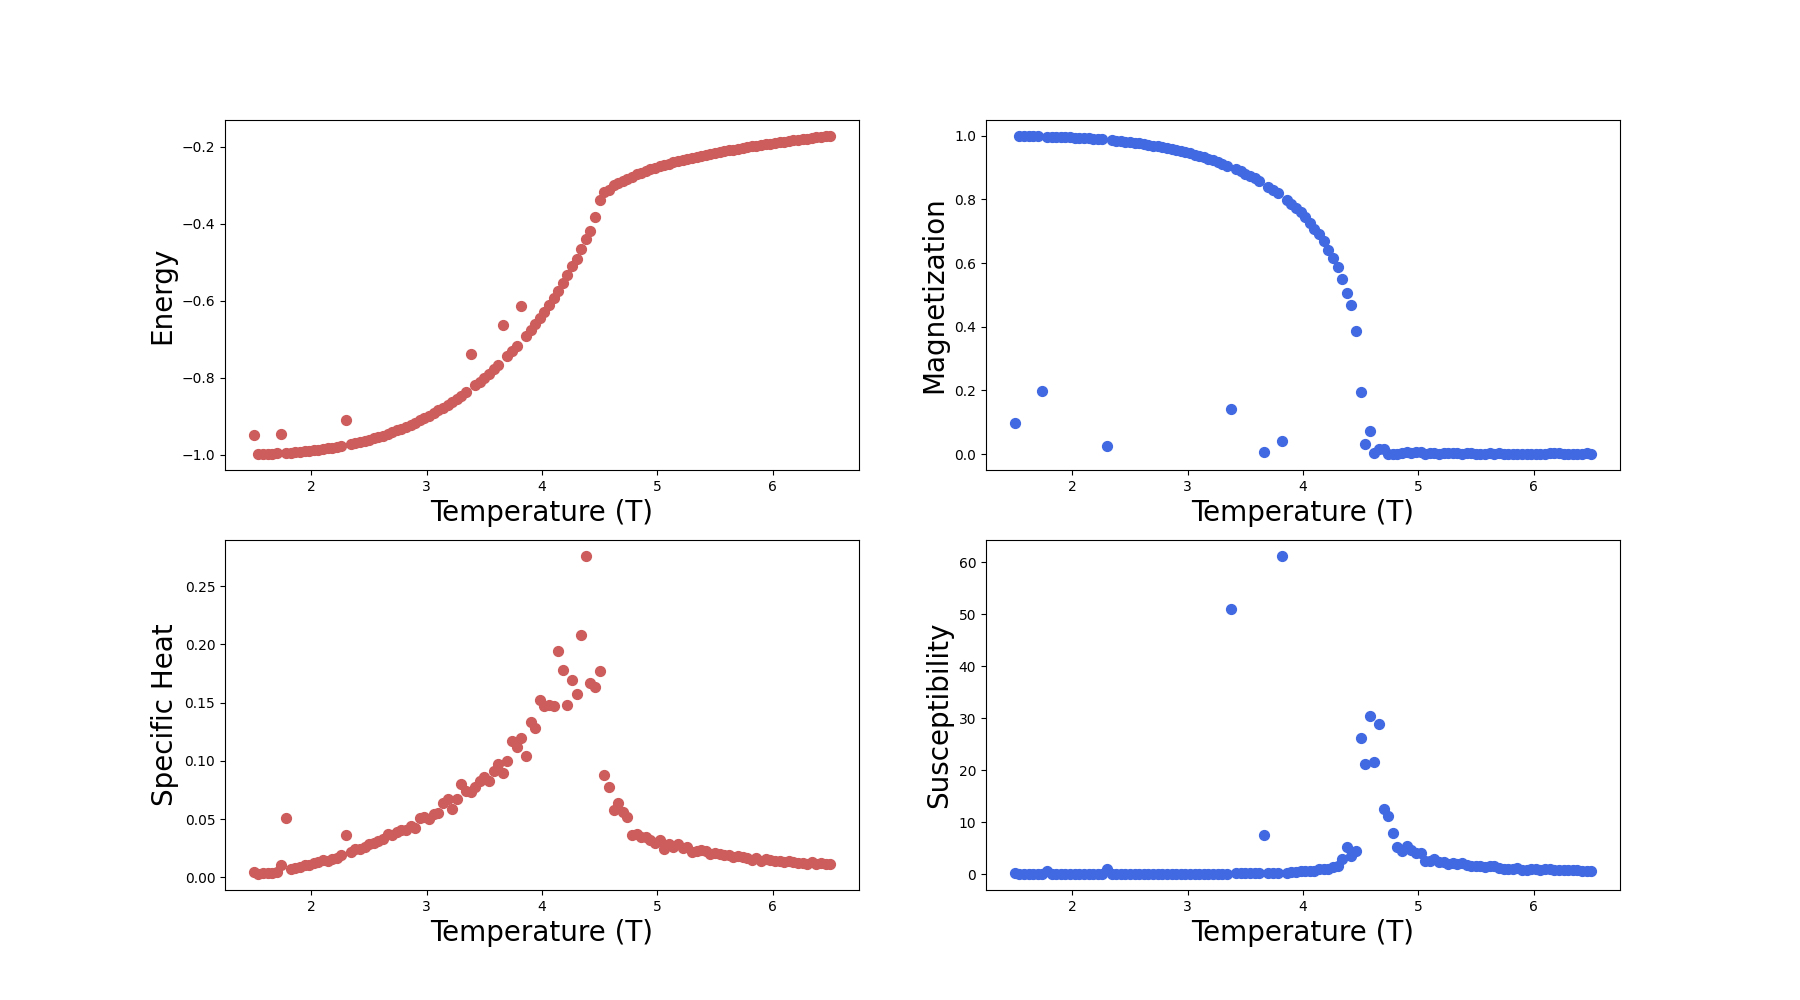 −0.2
−0.4
−0.6
−0.8
−1.0
Energy
2 3 4 5 6
Temperature (T)
1.0
0.8
0.6
0.4
0.2
0.0
Magnetization
2 3 4 5 6
Temperature (T)
0.25
0.20
0.15
0.10
0.05
0.00
Specific Heat
2 3 4 5 6
Temperature (T)
60
50
40
30
20
10
0
Susceptibility
2 3 4 5 6
Temperature (T)